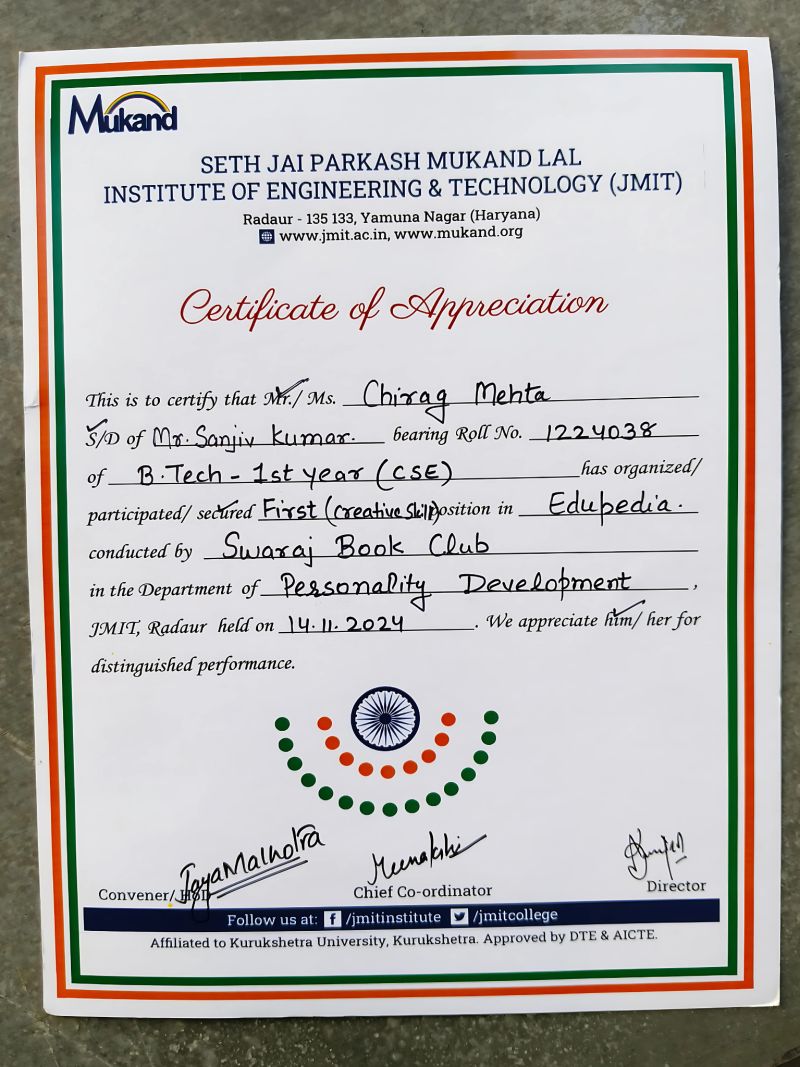 Mukand
SETH JAI PARKASH MUKAND LAL
INSTITUTE OF ENGINEERING & TECHNOLOGY (JMIT)
Radaur - 135 133, Yamuna Nagar (Haryana)
www.jmit.ac.in, www.mukand.org
Certificate of Appreciation
This is to certify that Mr./ Ms. Chirag Mehta
S/D of Mr. Sanjiv Kumar. bearing Roll No. 1224038
of B.Tech - 1st year (CSE) has organized/
participated/ secured First (Creative Skill) position in Edupedia.
conducted by Swaraj Book Club
in the Department of Personality Development,
JMIT, Radaur held on 14.11.2024. We appreciate him/ her for
distinguished performance.
Jaya Malhotra
Meenakshi
Convener/ HoD
Chief Co-ordinator
Director
Follow us at: f /jmitinstitute /jmitcollege
Affiliated to Kurukshetra University, Kurukshetra. Approved by DTE & AICTE.